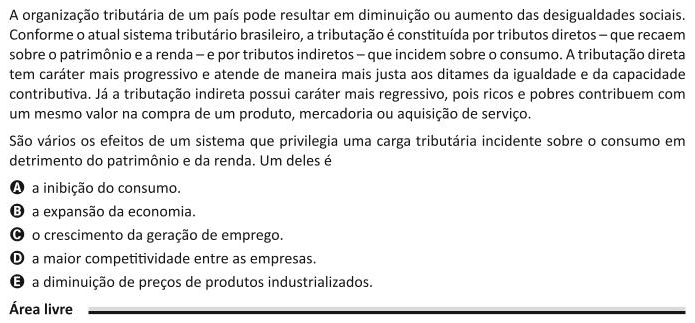 A organização tributária de um país pode resultar em diminuição ou aumento das desigualdades sociais.
Conforme o atual sistema tributário brasileiro, a tributação é constituída por tributos diretos – que recaem
sobre o patrimônio e a renda – e por tributos indiretos – que incidem sobre o consumo. A tributação direta
tem caráter mais progressivo e atende de maneira mais justa aos ditames da igualdade e da capacidade
contributiva. Já a tributação indireta possui caráter mais regressivo, pois ricos e pobres contribuem com
um mesmo valor na compra de um produto, mercadoria ou aquisição de serviço.
São vários os efeitos de um sistema que privilegia uma carga tributária incidente sobre o consumo em
detrimento do patrimônio e da renda. Um deles é
A a inibição do consumo.
B a expansão da economia.
C o crescimento da geração de emprego.
D a maior competitividade entre as empresas.
E a diminuição de preços de produtos industrializados.
Área livre